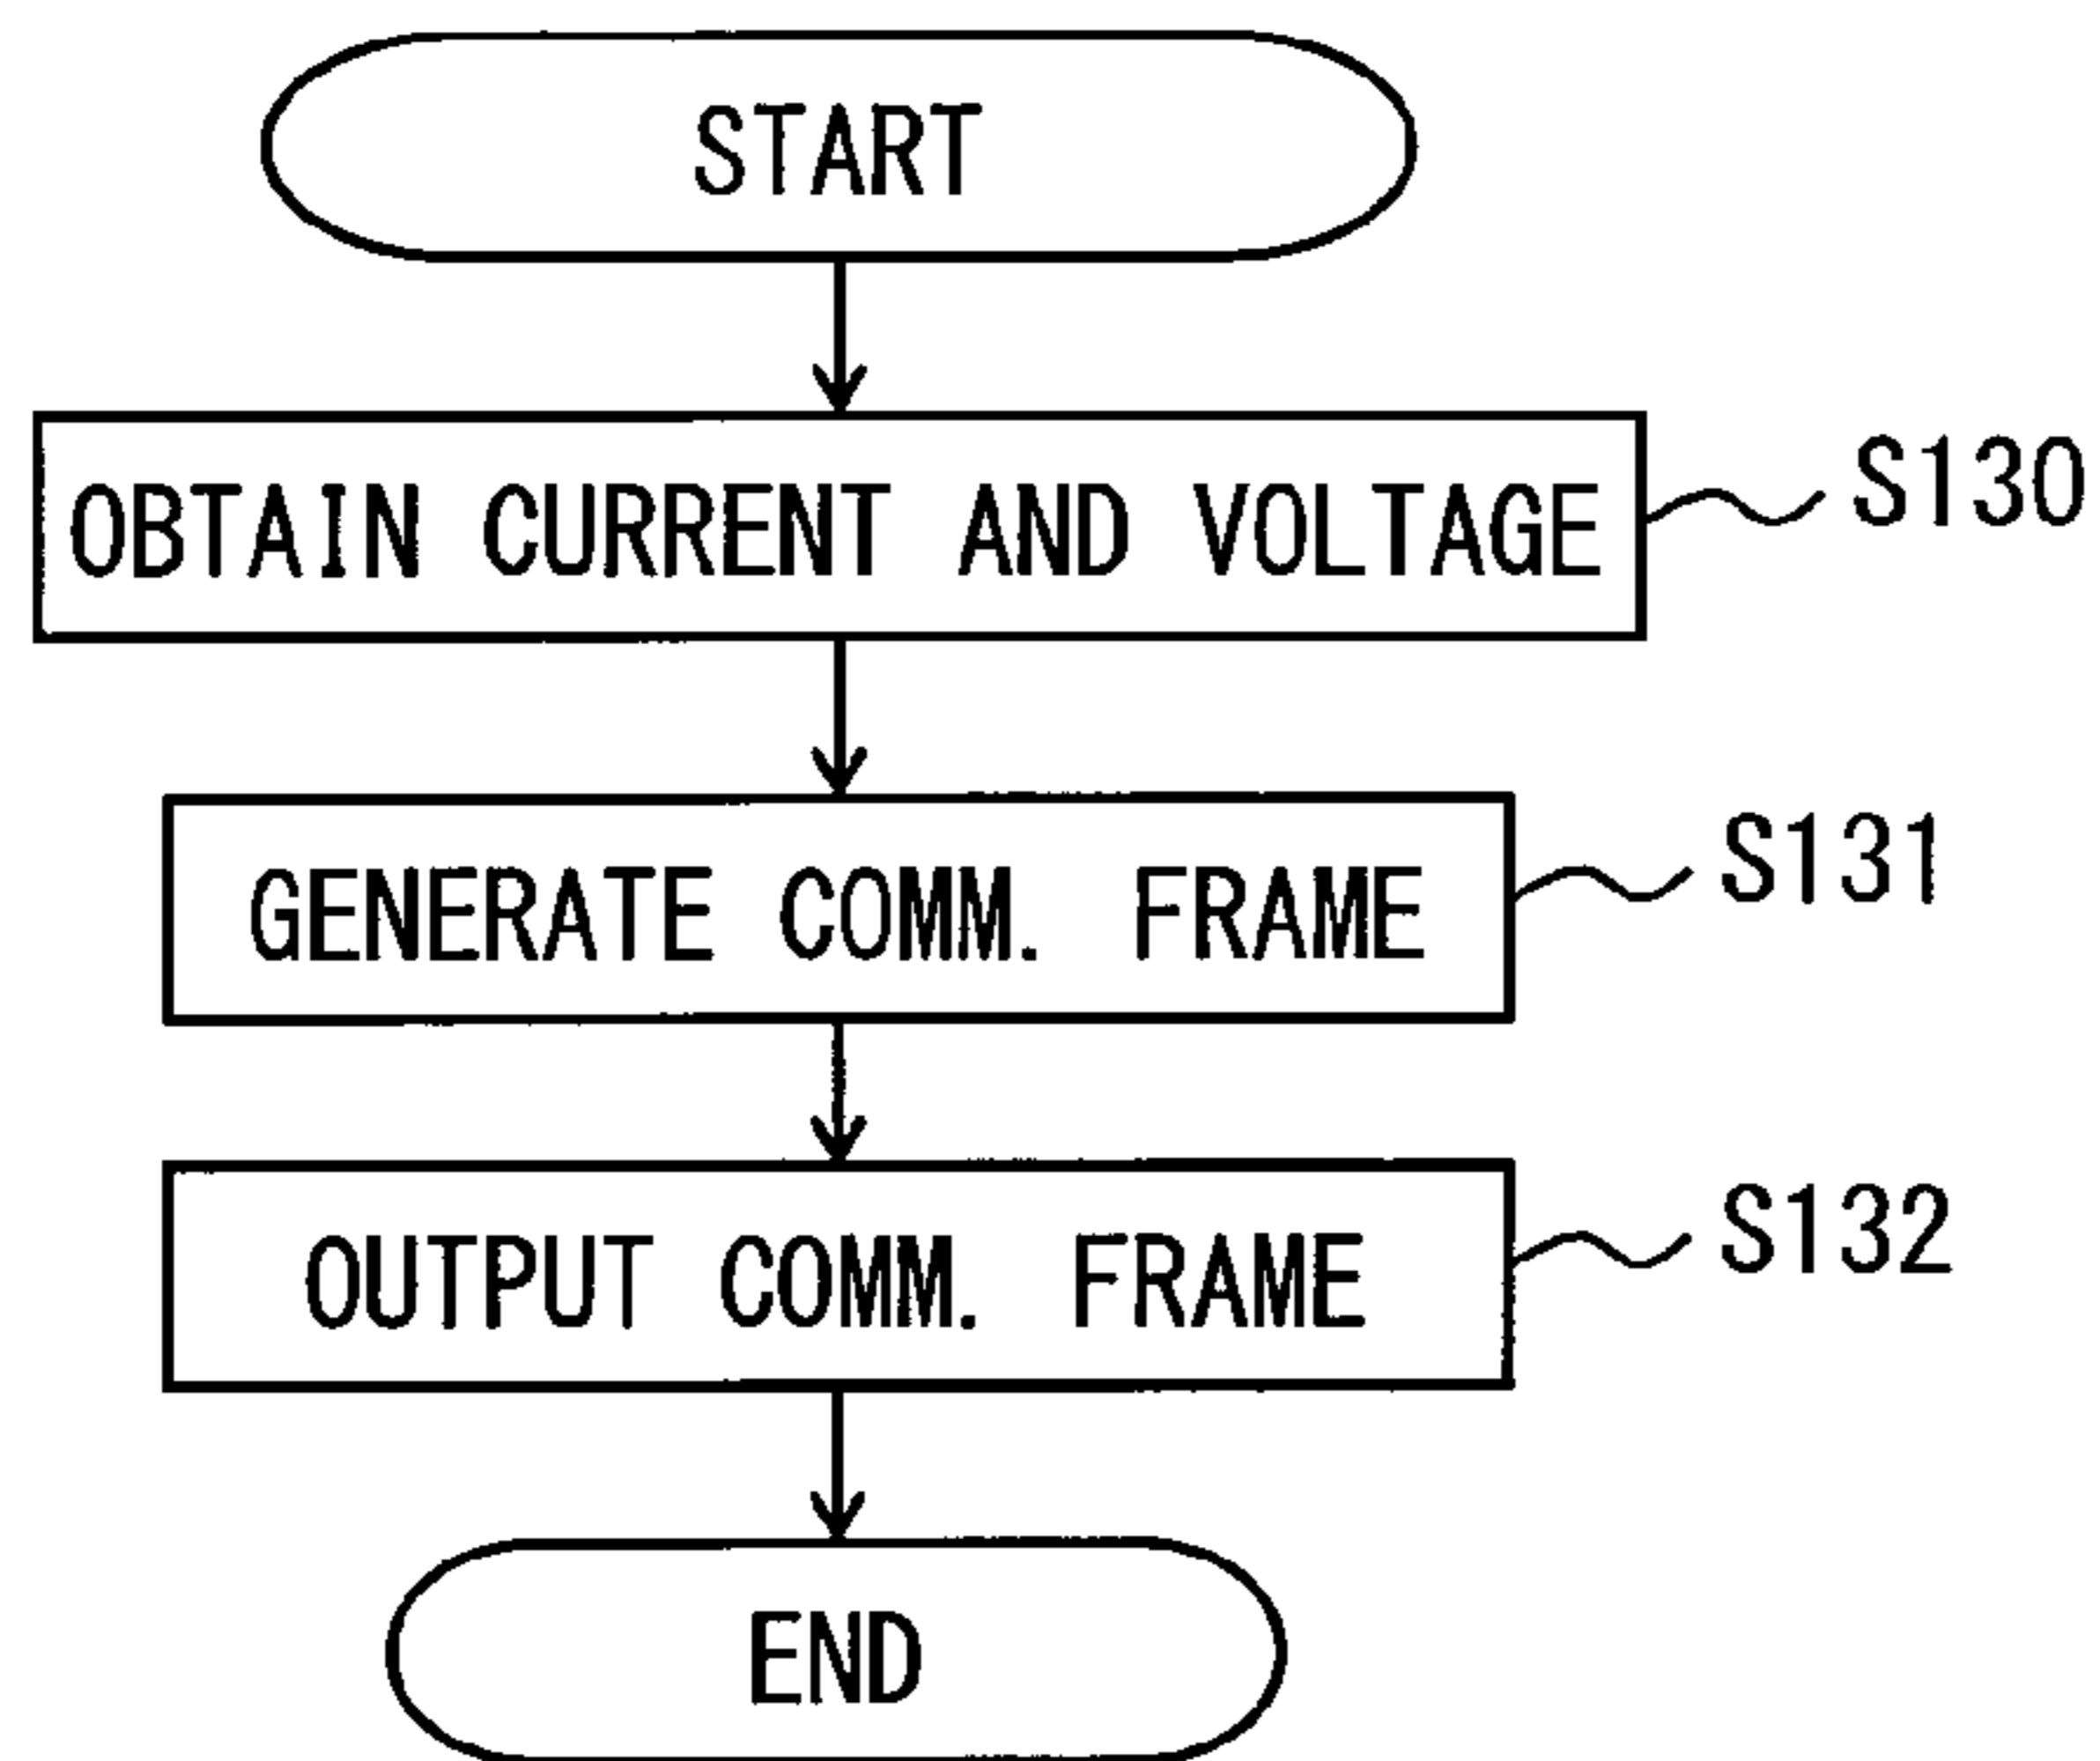 START
OBTAIN CURRENT AND VOLTAGE
S130
GENERATE COMM. FRAME
S131
OUTPUT COMM. FRAME
S132
END